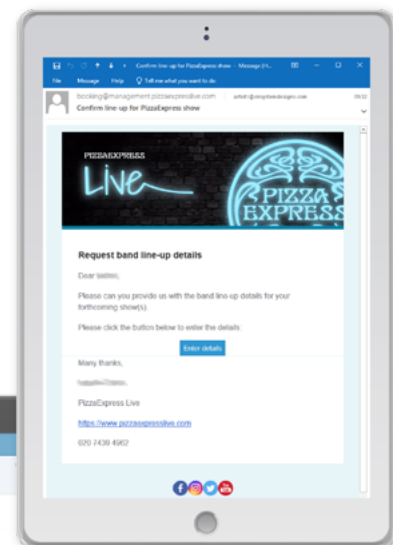 Confirm line-up for PizzaExpress show - Message (H...
File Message Help Tell me what you want to do
booking@management.pizzaexpresslive.com
09:32
Confirm line-up for PizzaExpress show
PIZZAEXPRESS
Live
PIZZA
EXPRESS
Request band line-up details
Dear
Please can you provide us with the band line-up details for your
forthcoming show(s).
Please click the button below to enter the details
Enter details
Many thanks,
PizzaExpress Live
https://www.pizzaexpresslive.com
020 7439 4962